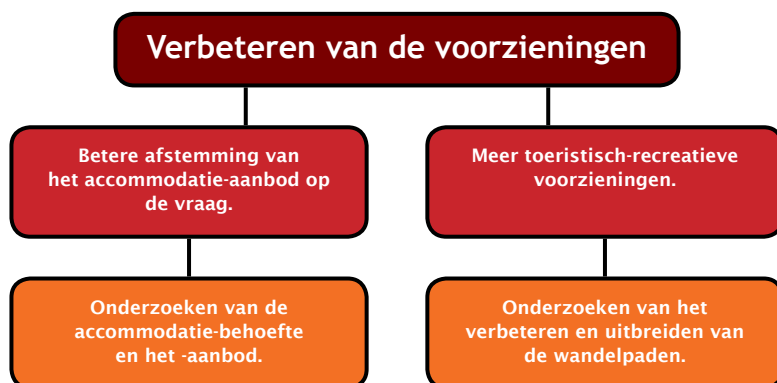 Verbeteren van de voorzieningen
Betere afstemming van
het accommodatie-aanbod op
de vraag.
Meer toeristisch-recreatieve
voorzieningen.
Onderzoeken van de
accommodatie-behoefte
en het -aanbod.
Onderzoeken van het
verbeteren en uitbreiden van
de wandelpaden.